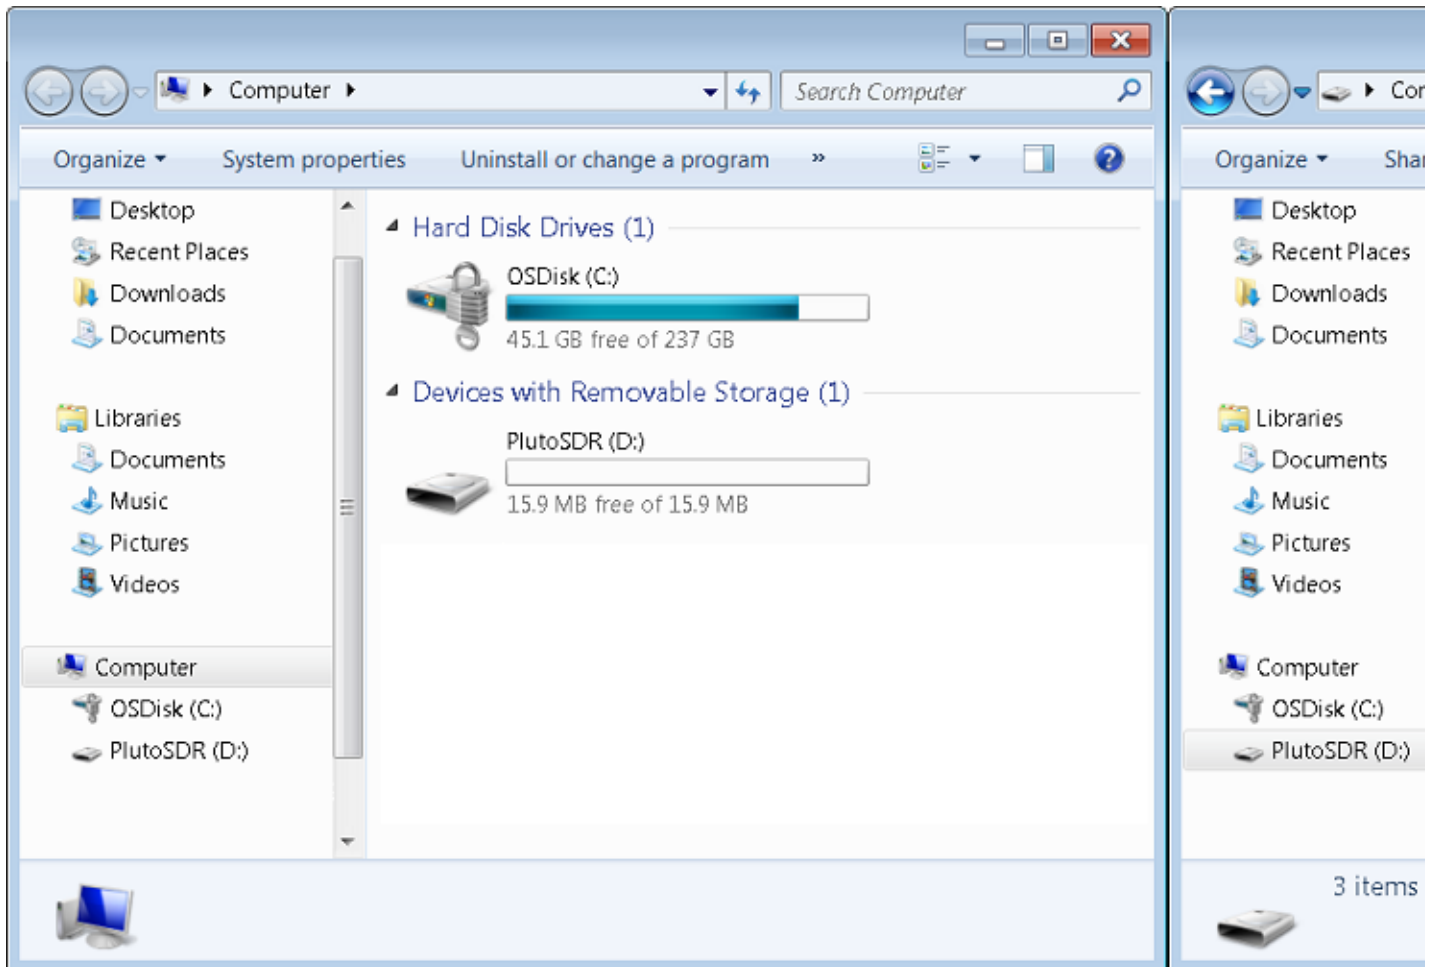 Computer
Search Computer
Organize
System properties
Uninstall or change a program
»
Desktop
Recent Places
Downloads
Documents
Libraries
Documents
Music
Pictures
Videos
Computer
OSDisk (C:)
PlutoSDR (D:)
Hard Disk Drives (1)
OSDisk (C:)
45.1 GB free of 237 GB
Devices with Removable Storage (1)
PlutoSDR (D:)
15.9 MB free of 15.9 MB
Cor
Organize
Shar
Desktop
Recent Places
Downloads
Documents
Libraries
Documents
Music
Pictures
Videos
Computer
OSDisk (C:)
PlutoSDR (D:)
3 items